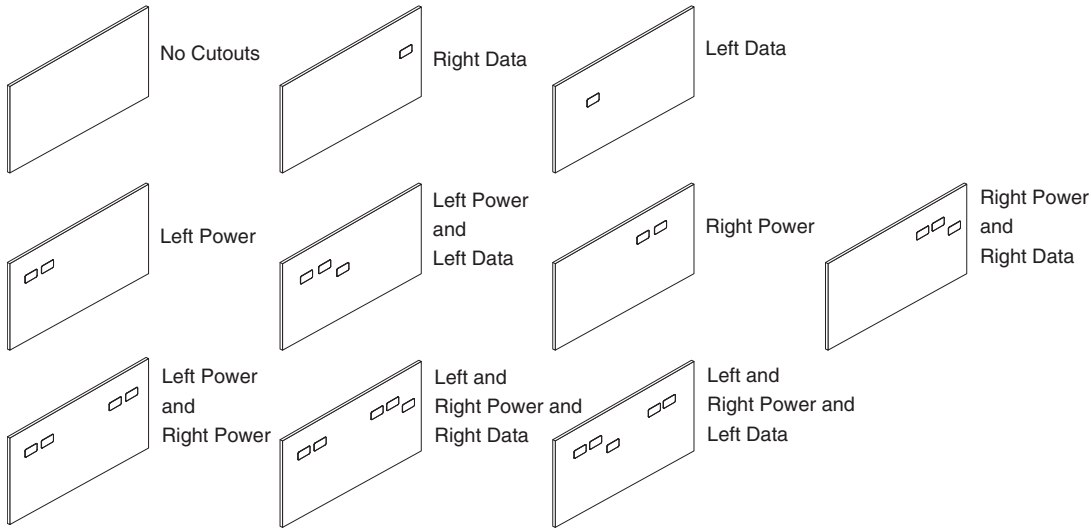 No Cutouts
Right Data
Left Data
Left Power
Left Power
and
Left Data
Right Power
Right Power
and
Right Data
Left Power
and
Right Power
Left and
Right Power and
Right Data
Left and
Right Power and
Left Data